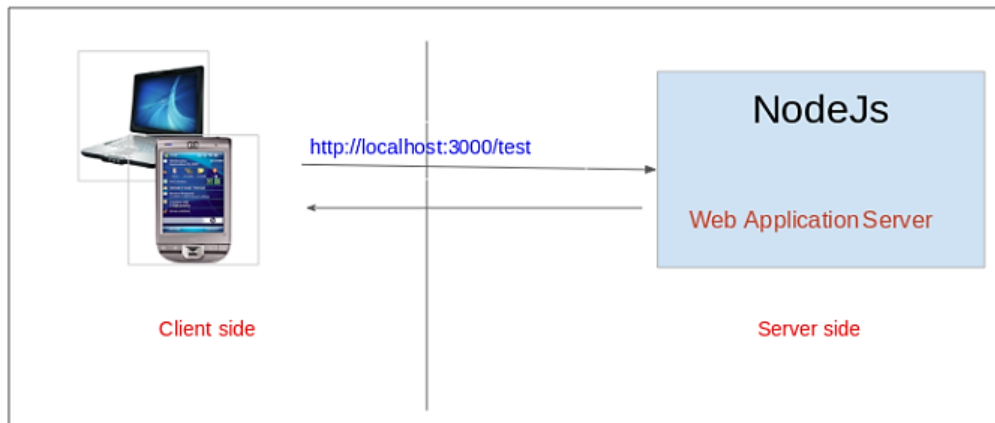 NodeJs
http://localhost:3000/test
Web Application Server
Client side
Server side